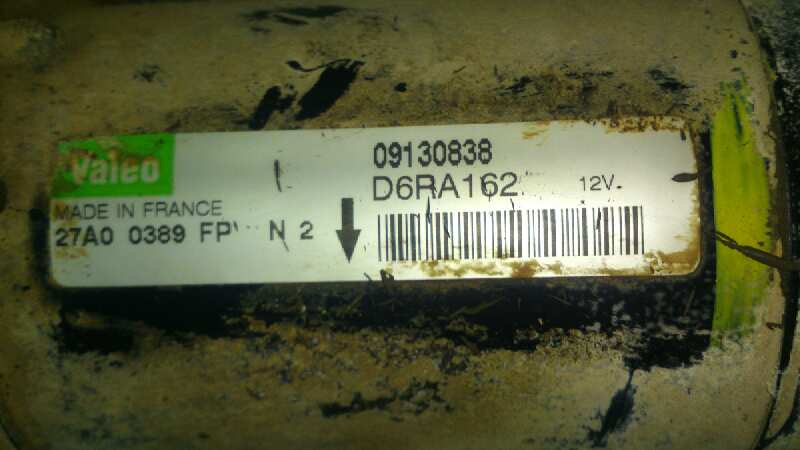 Valeo
MADE IN FRANCE
27A0 0389 FP N 2
09130838
D6RA162 12V.